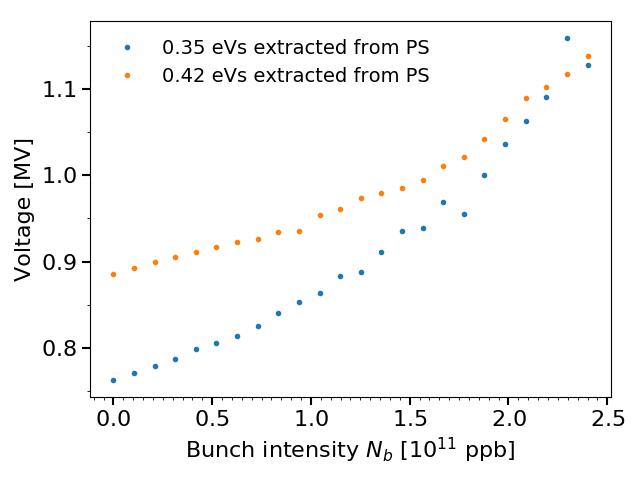 0.35 eVs extracted from PS
0.42 eVs extracted from PS
1.1
1.0
0.9
0.8
Voltage [MV]
0.0 0.5 1.0 1.5 2.0 2.5
Bunch intensity N_b [10^11 ppb]